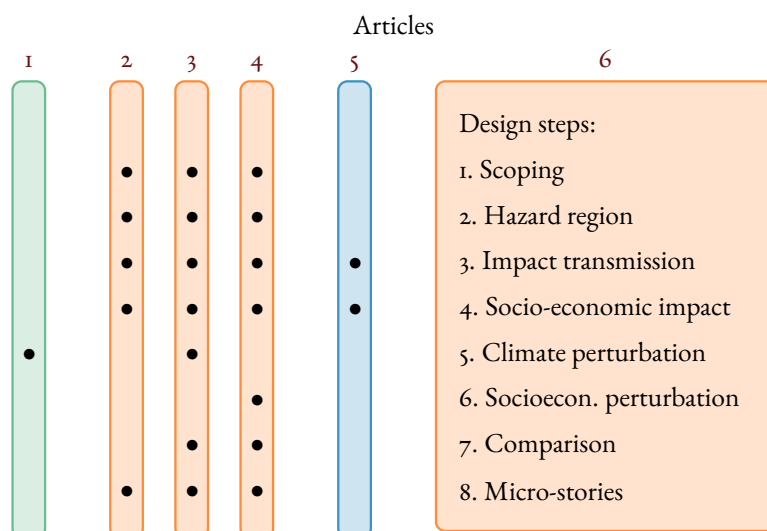 Articles
1 2 3 4 5 6
Design steps:
1. Scoping
2. Hazard region
3. Impact transmission
4. Socio-economic impact
5. Climate perturbation
6. Socioecon. perturbation
7. Comparison
8. Micro-stories